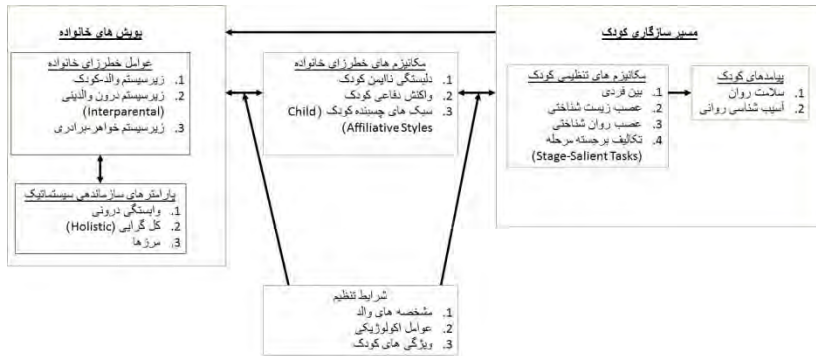 پویش های خانواده
عوامل خطرزای خانواده
1. زیرسیستم والد-کودک
2. زیرسیستم درون والدینی
(Interparental)
3. زیرسیستم خواهر-برادری
پارامترهای سازماندهی سیستماتیک
1. وابستگی درونی
2. کل گرایی (Holistic)
3. مرزها
مکانیزم های خطرزای خانواده
1. دلبستگی ناایمن کودک
2. واکنش دفاعی کودک
3. سبک های چسبنده کودک (Child
Affiliative Styles)
مسیر سازگاری کودک
مکانیزم های تنظیمی کودک
1. بین فردی
2. عصب زیست شناختی
3. عصب روان شناختی
4. تکالیف برجسته -مرحله
(Stage-Salient Tasks)
پیامدهای کودک
1. سلامت روان
2. آسیب شناسی روانی
شرایط تنظیم
1. مشخصه های والد
2. عوامل اکولوژیکی
3. ویژگی های کودک